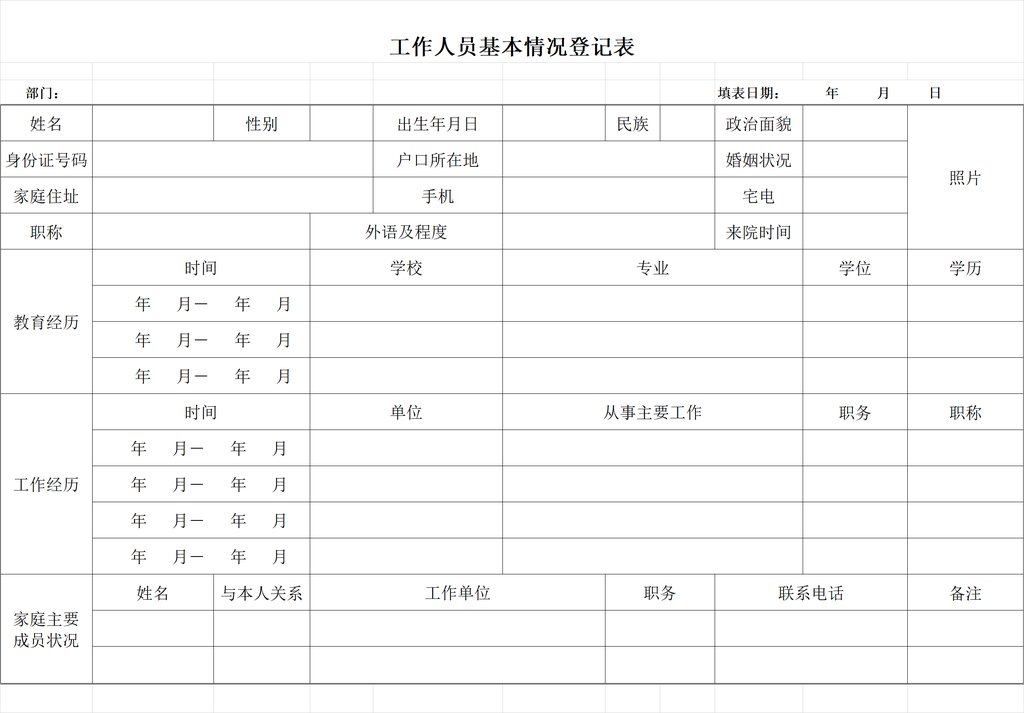 工作人员基本情况登记表
部门： 填表日期： 年 月 日
姓名 性别 出生年月日 民族 政治面貌
身份证号码 户口所在地 婚姻状况
照片
家庭住址 手机 宅电
职称 外语及程度 来院时间
时间 学校 专业 学位 学历
年 月－ 年 月
教育经历
年 月－ 年 月
年 月－ 年 月
时间 单位 从事主要工作 职务 职称
年 月－ 年 月
工作经历 年 月－ 年 月
年 月－ 年 月
年 月－ 年 月
姓名 与本人关系 工作单位 职务 联系电话 备注
家庭主要
成员状况